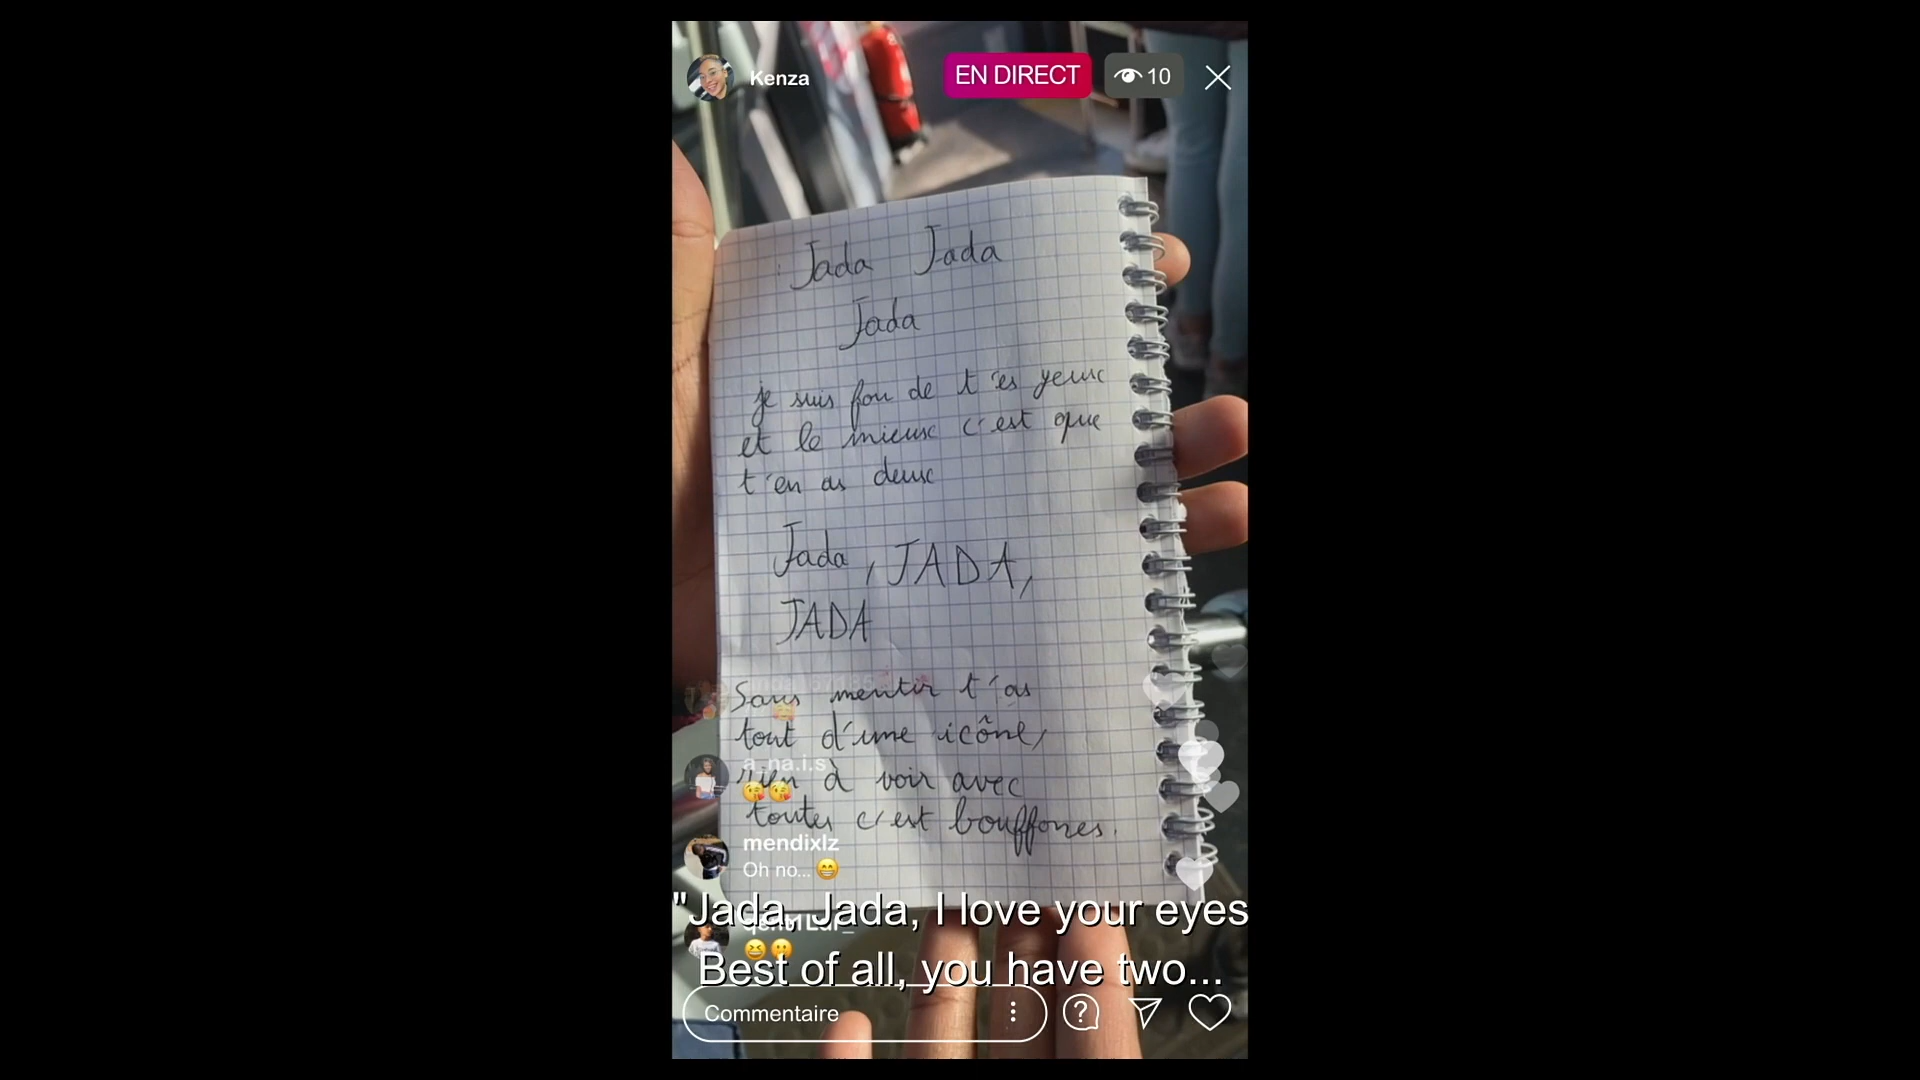 Kenza
EN DIRECT
10
Jada Jada
Jada
je suis fou de t'es yeux
et le mieux c'est que
t'en as deux
Jada, JADA,
JADA
Sans mentir t'as
tout d'une icône,
a_na.i.s
rien à voir avec
toutes c'est bouffones.
mendixlz
Oh no...
"Jada, Jada, I love your eyes
Best of all, you have two...
Commentaire